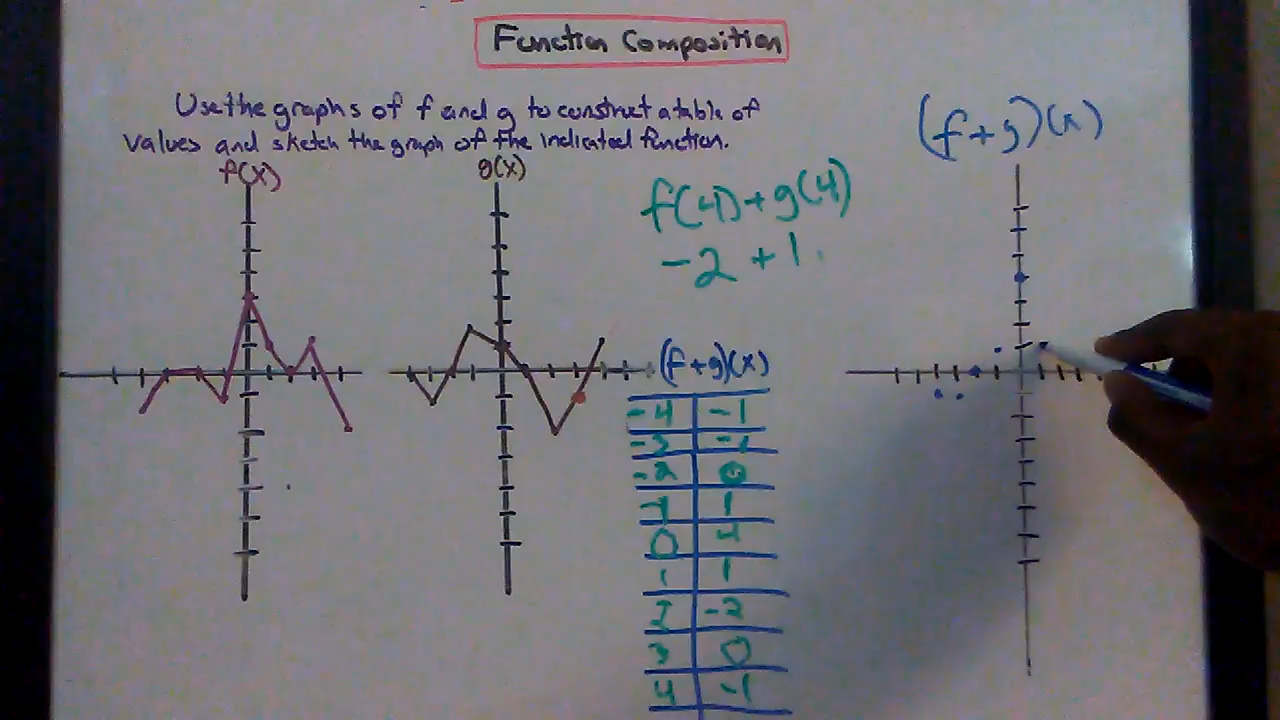 Function Composition
Use the graphs of f and g to construct a table of
values and sketch the graph of the indicated function.
f(x)
g(x)
f(4)+g(4)
-2 +1
(f+g)(x)
(f+g)(x)
-4 -1
-3 -1
-2 0
-1 1
0 4
1 1
2 -2
3 0
4 -1